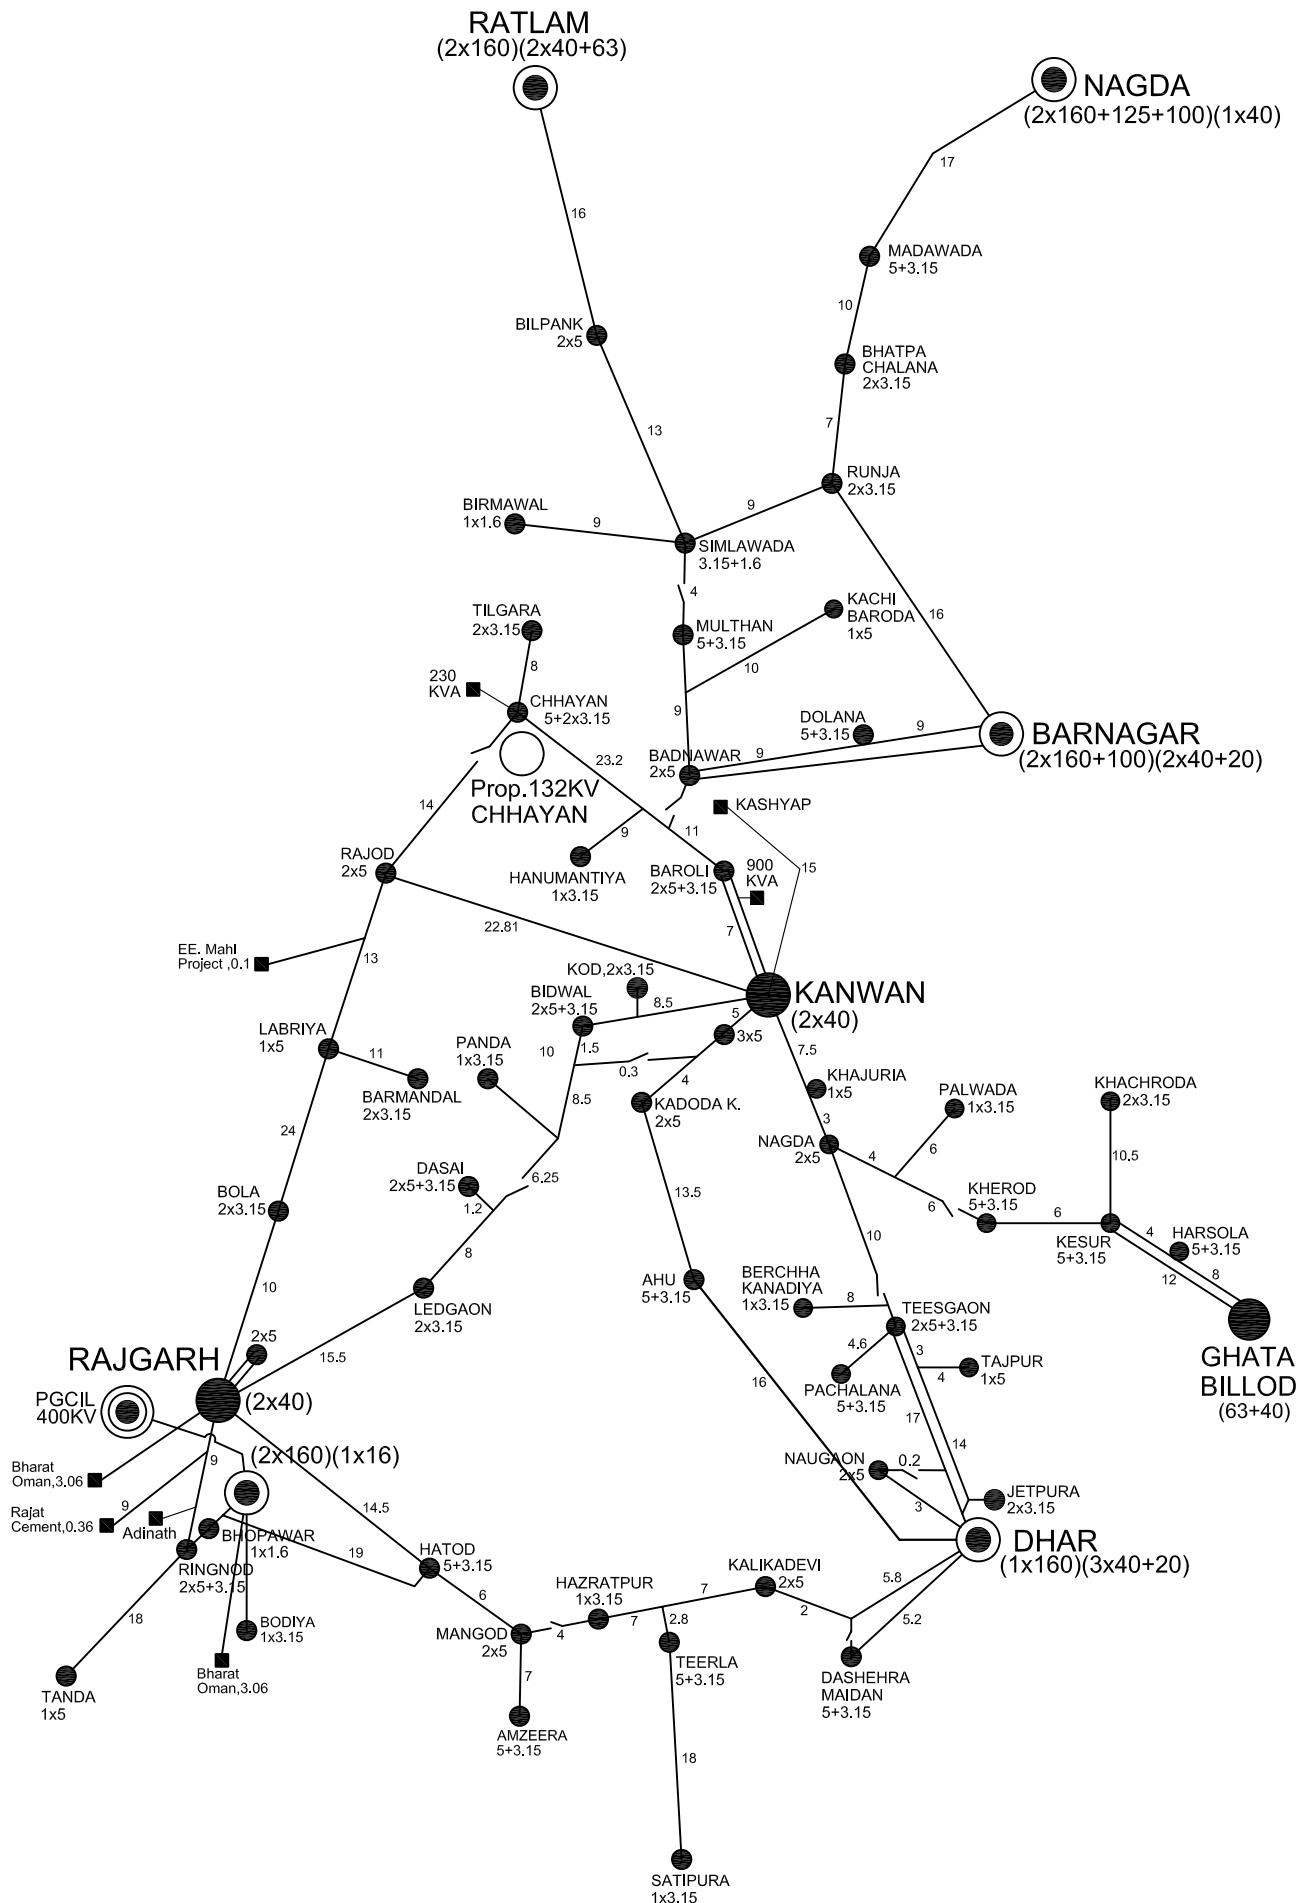 RATLAM
(2x160)(2x40+63)
NAGDA
(2x160+125+100)(1x40)
17
16
MADAWADA
5+3.15
10
BILPANK
2x5
BHATPA
CHALANA
2x3.15
7
13
RUNJA
2x3.15
BIRMAWAL
1x1.6
9
9
SIMLAWADA
3.15+1.6
4
TILGARA
2x3.15
MULTHAN
5+3.15
KACHI
BARODA
1x5
16
8
10
230
KVA
CHHAYAN
5+2x3.15
9
DOLANA
5+3.15
9
BARNAGAR
(2x160+100)(2x40+20)
23.2
BADNAWAR
2x5
9
Prop.132KV
CHHAYAN
KASHYAP
14
9
11
RAJOD
2x5
HANUMANTIYA
1x3.15
BAROLI
2x5+3.15
900
KVA
15
22.81
7
EE. Mahl
Project ,0.1
13
KOD,2x3.15
BIDWAL
2x5+3.15
8.5
KANWAN
(2x40)
5
3x5
LABRIYA
1x5
11
PANDA
1x3.15
10
1.5
0.3
4
7.5
BARMANDAL
2x3.15
8.5
KADODA K.
2x5
KHAJURIA
1x5
PALWADA
1x3.15
KHACHRODA
2x3.15
24
3
NAGDA
2x5
4
6
10.5
DASAI
2x5+3.15
6.25
1.2
13.5
BOLA
2x3.15
6
KHEROD
5+3.15
6
KESUR
5+3.15
4
HARSOLA
5+3.15
8
12
8
10
10
AHU
5+3.15
BERCHHA
KANADIYA
1x3.15
8
LEDGAON
2x3.15
TEESGAON
2x5+3.15
GHATA
BILLOD
(63+40)
2x5
15.5
4.6
3
4
TAJPUR
1x5
PACHALANA
5+3.15
RAJGARH
(2x40)
PGCIL
400KV
16
17
14
9
(2x160)(1x16)
Bharat
Oman,3.06
NAUGAON
2x5
0.2
JETPURA
2x3.15
14.5
Rajat
Cement,0.36
9
Adinath
3
BHOPAWAR
1x1.6
19
DHAR
(1x160)(3x40+20)
HATOD
5+3.15
RINGNOD
2x5+3.15
KALIKADEVI
2x5
5.8
5.2
6
HAZRATPUR
1x3.15
7
7
2
18
BODIYA
1x3.15
MANGOD
2x5
4
2.8
TEERLA
5+3.15
Bharat
Oman,3.06
7
DASHEHRA
MAIDAN
5+3.15
TANDA
1x5
AMZEERA
5+3.15
18
SATIPURA
1x3.15